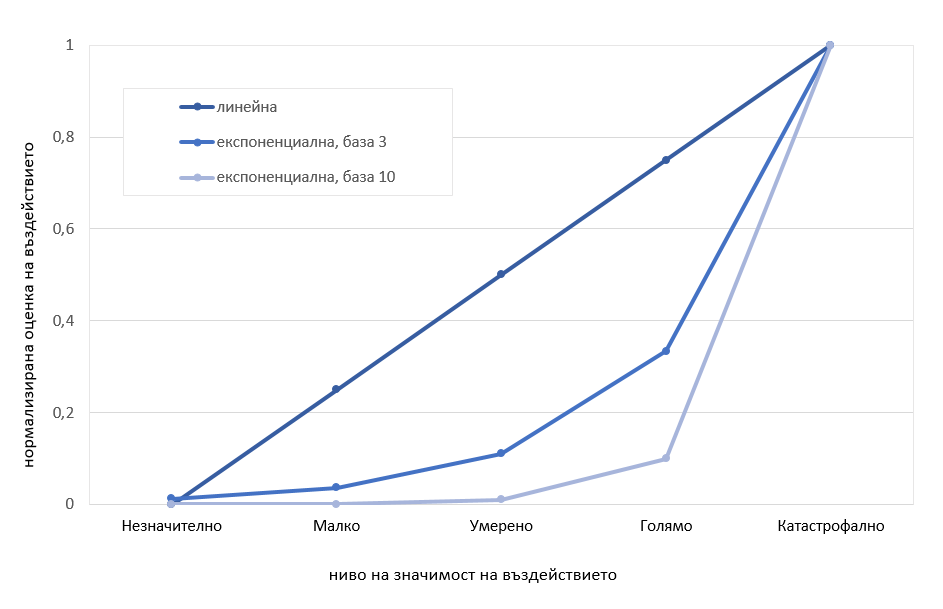 1
0,8
0,6
0,4
0,2
0
нормализирана оценка на въздействието
линейна
експоненциална, база 3
експоненциална, база 10
Незначително Малко Умерено Голямо Катастрофално
ниво на значимост на въздействието